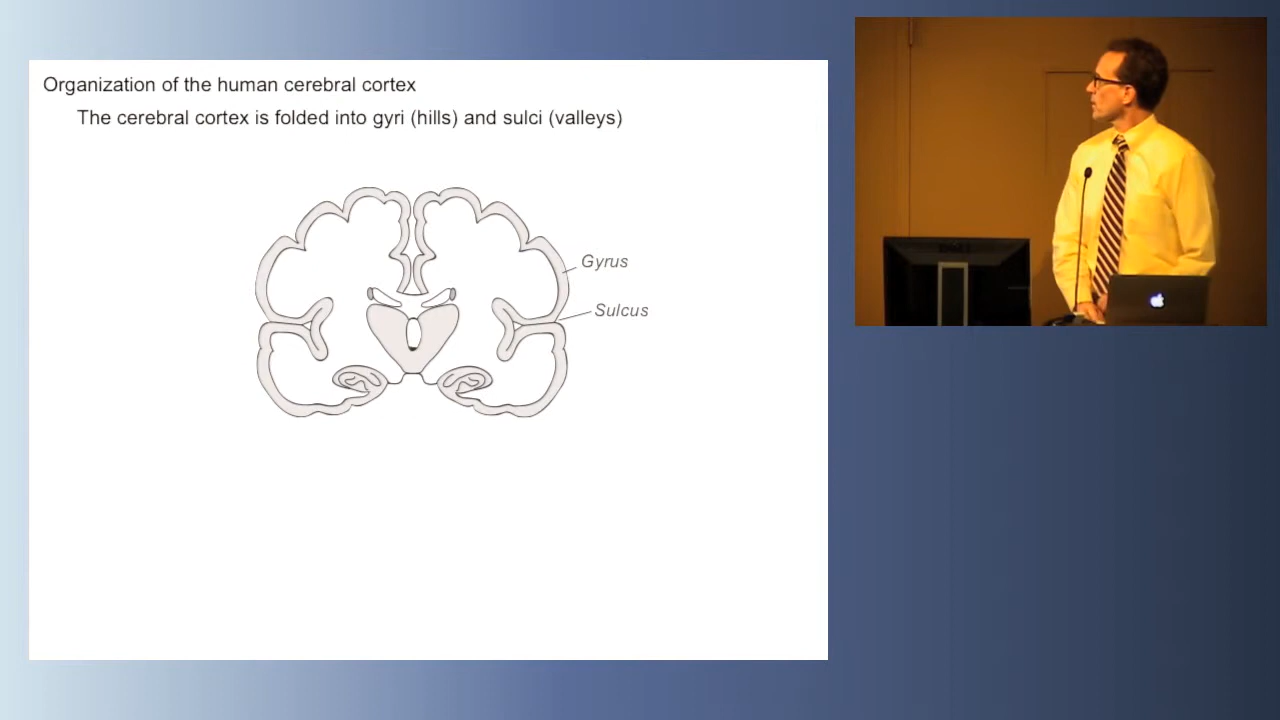 Organization of the human cerebral cortex
The cerebral cortex is folded into gyri (hills) and sulci (valleys)
Gyrus
Sulcus